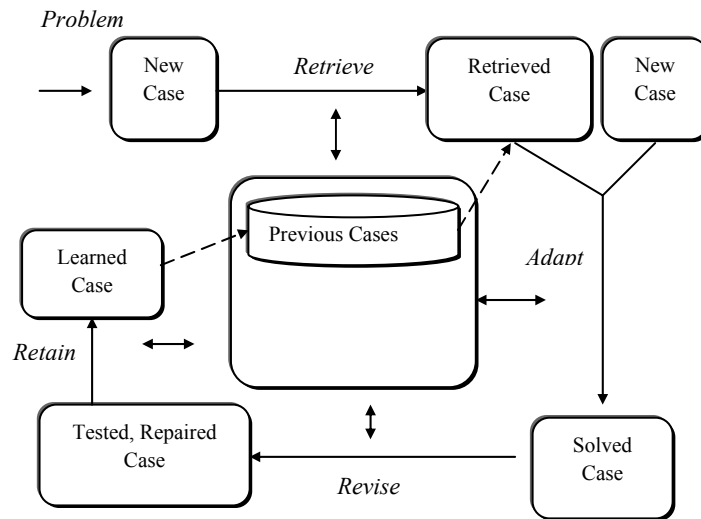 Problem
New
Case
Retrieve
Retrieved
Case
New
Case
Previous Cases
Learned
Case
Adapt
Retain
Tested, Repaired
Case
Solved
Case
Revise